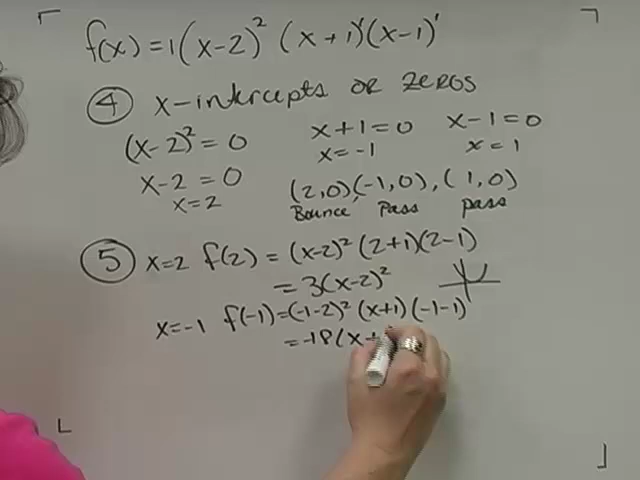 f(x) = 1(x-2)² (x+1)¹(x-1)¹
④ x-intercepts OR ZEROS
(x-2)² = 0 x+1=0 x-1=0
x-2=0 x=-1 x=1
x=2 (2,0)(-1,0),(1,0)
Bounce Pass pass
⑤ x=2 f(2) = (x-2)² (2+1)(2-1)
= 3(x-2)²
x=-1 f(-1)=(-1-2)² (x+1)(-1-1)
=-18(x+